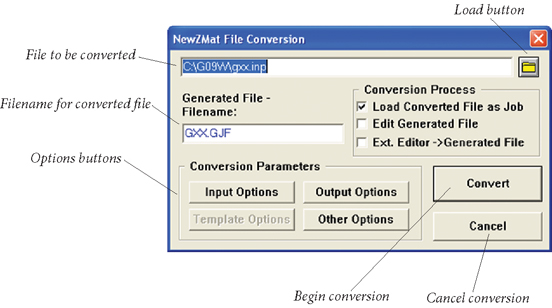 Load button
NewZMat File Conversion
File to be converted
C:\G09W\gxx.inp
Filename for converted file
Generated File -
Filename:
GXX.GJF
Conversion Process
Load Converted File as Job
Edit Generated File
Ext. Editor ->Generated File
Options buttons
Conversion Parameters
Input Options
Output Options
Template Options
Other Options
Convert
Cancel
Begin conversion
Cancel conversion